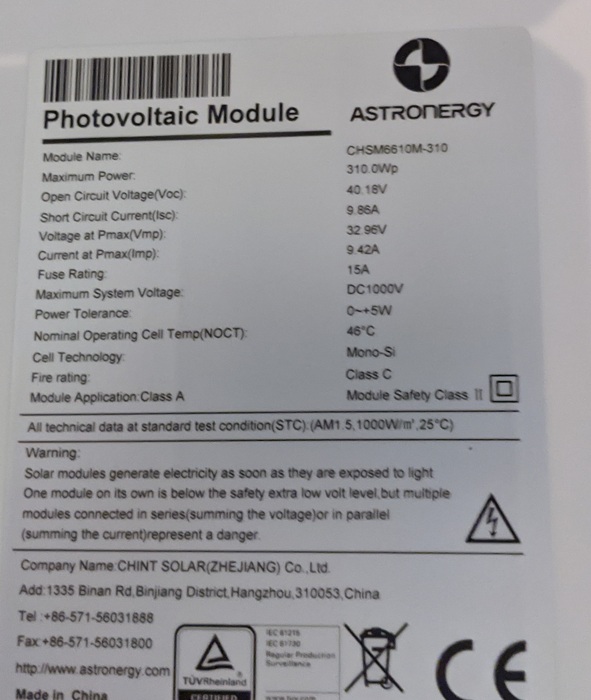 Photovoltaic Module
ASTRONERGY
Module Name: CHSM6610M-310
Maximum Power: 310.0Wp
Open Circuit Voltage(Voc): 40.18V
Short Circuit Current(Isc): 9.86A
Voltage at Pmax(Vmp): 32.96V
Current at Pmax(Imp): 9.42A
Fuse Rating: 15A
Maximum System Voltage: DC1000V
Power Tolerance: 0~+5W
Nominal Operating Cell Temp(NOCT): 46°C
Cell Technology: Mono-Si
Fire rating: Class C
Module Application:Class A Module Safety Class II
All technical data at standard test condition(STC):(AM1.5,1000W/m²,25°C)
Warning:
Solar modules generate electricity as soon as they are exposed to light
One module on its own is below the safety extra low volt level,but multiple
modules connected in series(summing the voltage)or in parallel
(summing the current)represent a danger.
Company Name:CHINT SOLAR(ZHEJIANG) Co.,Ltd.
Add:1335 Binan Rd,Binjiang District,Hangzhou,310053,China
Tel :+86-571-56031888
Fax:+86-571-56031800
http://www.astronergy.com
Made in China
TÜVRheinland
CERTIFIED
IEC 61215
IEC 61730
Regular Production
Surveillance
CE